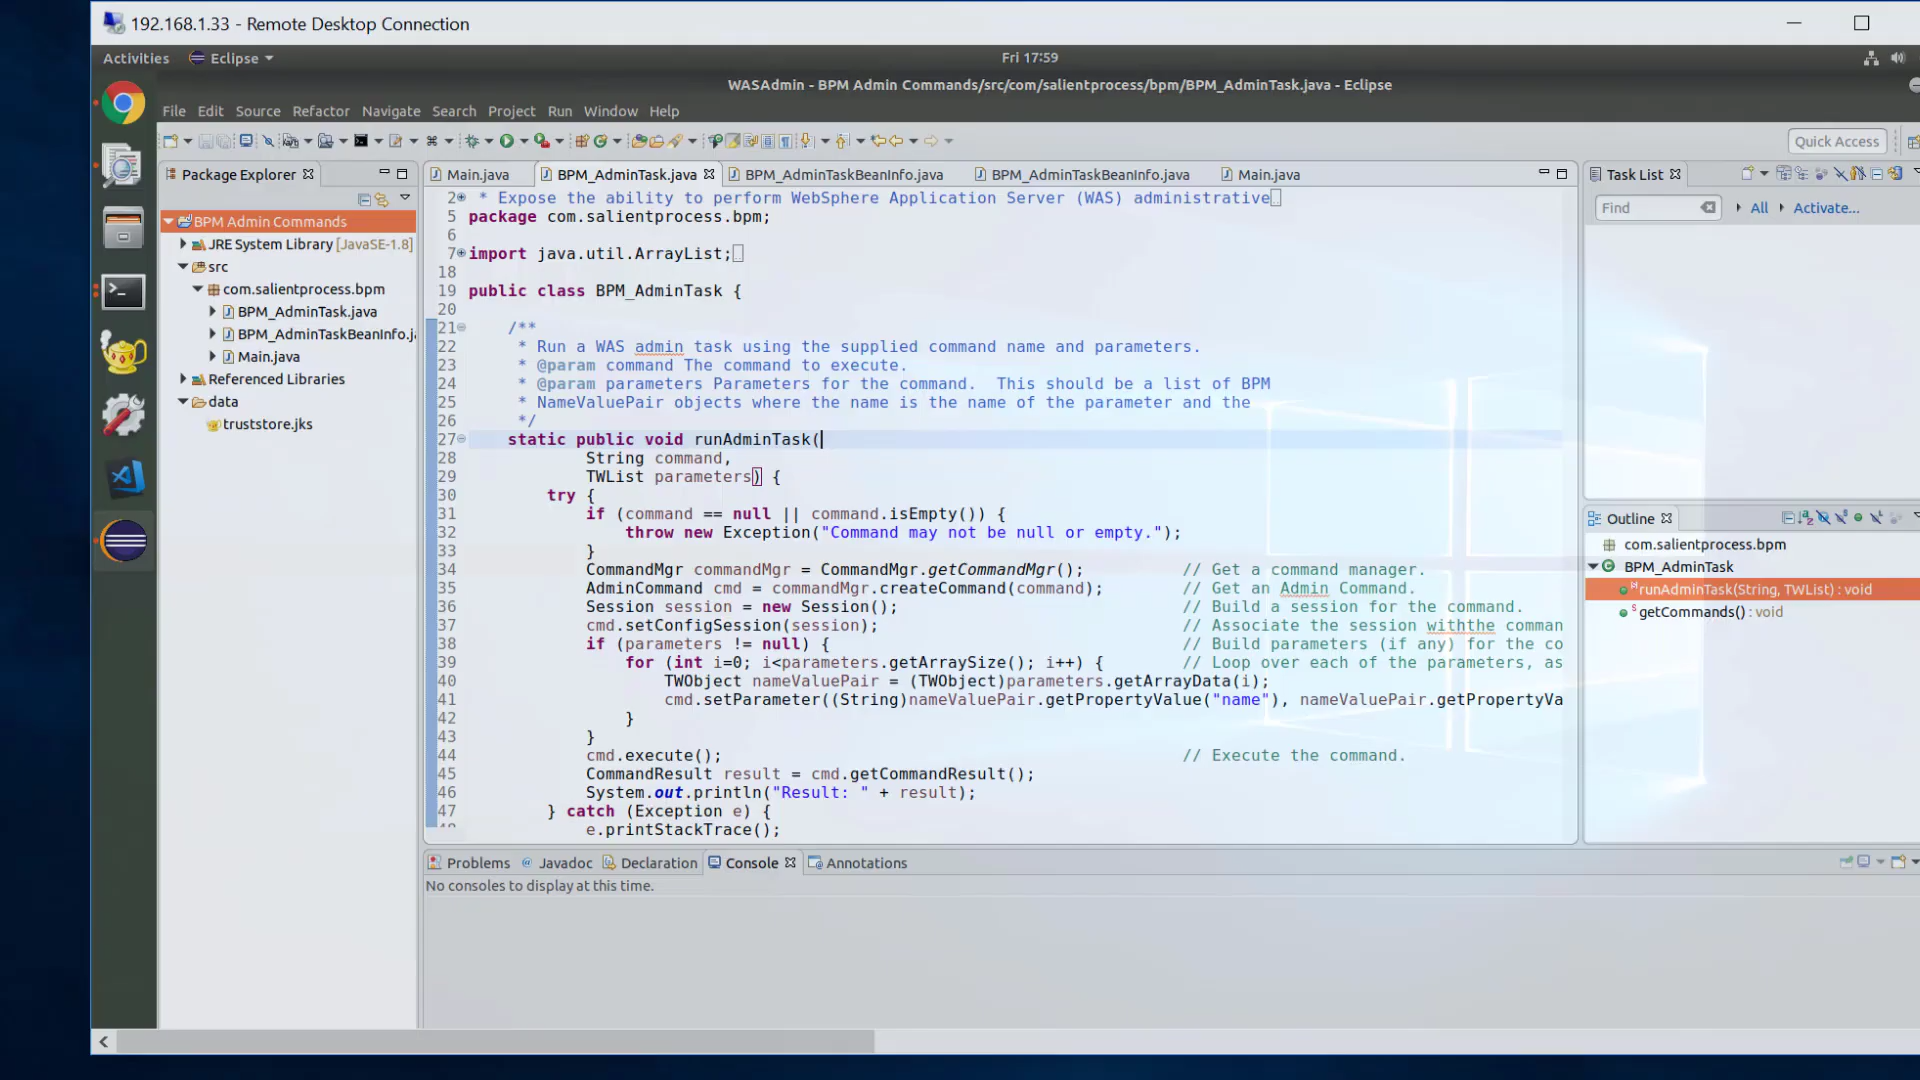 192.168.1.33 - Remote Desktop Connection
Activities Eclipse Fri 17:59
WASAdmin - BPM Admin Commands/src/com/salientprocess/bpm/BPM_AdminTask.java - Eclipse
File Edit Source Refactor Navigate Search Project Run Window Help
Quick Access
Package Explorer
BPM Admin Commands
JRE System Library [JavaSE-1.8]
src
com.salientprocess.bpm
BPM_AdminTask.java
BPM_AdminTaskBeanInfo.ja
Main.java
Referenced Libraries
data
truststore.jks
Main.java BPM_AdminTask.java BPM_AdminTaskBeanInfo.java BPM_AdminTaskBeanInfo.java Main.java
2 * Expose the ability to perform WebSphere Application Server (WAS) administrative
5 package com.salientprocess.bpm;
6
7 import java.util.ArrayList;
18
19 public class BPM_AdminTask {
20
21 /**
22 * Run a WAS admin task using the supplied command name and parameters.
23 * @param command The command to execute.
24 * @param parameters Parameters for the command.  This should be a list of BPM
25 * NameValuePair objects where the name is the name of the parameter and the
26 */
27 static public void runAdminTask(
28 String command,
29 TWList parameters) {
30 try {
31 if (command == null || command.isEmpty()) {
32 throw new Exception("Command may not be null or empty.");
33 }
34 CommandMgr commandMgr = CommandMgr.getCommandMgr(); // Get a command manager.
35 AdminCommand cmd = commandMgr.createCommand(command); // Get an Admin Command.
36 Session session = new Session(); // Build a session for the command.
37 cmd.setConfigSession(session); // Associate the session withthe comman
38 if (parameters != null) { // Build parameters (if any) for the co
39 for (int i=0; i<parameters.getArraySize(); i++) { // Loop over each of the parameters, as
40 TWObject nameValuePair = (TWObject)parameters.getArrayData(i);
41 cmd.setParameter((String)nameValuePair.getPropertyValue("name"), nameValuePair.getPropertyVa
42 }
43 }
44 cmd.execute(); // Execute the command.
45 CommandResult result = cmd.getCommandResult();
46 System.out.println("Result: " + result);
47 } catch (Exception e) {
48 e.printStackTrace();
Task List
Find All Activate...
Outline
com.salientprocess.bpm
BPM_AdminTask
runAdminTask(String, TWList) : void
getCommands() : void
Problems Javadoc Declaration Console Annotations
No consoles to display at this time.